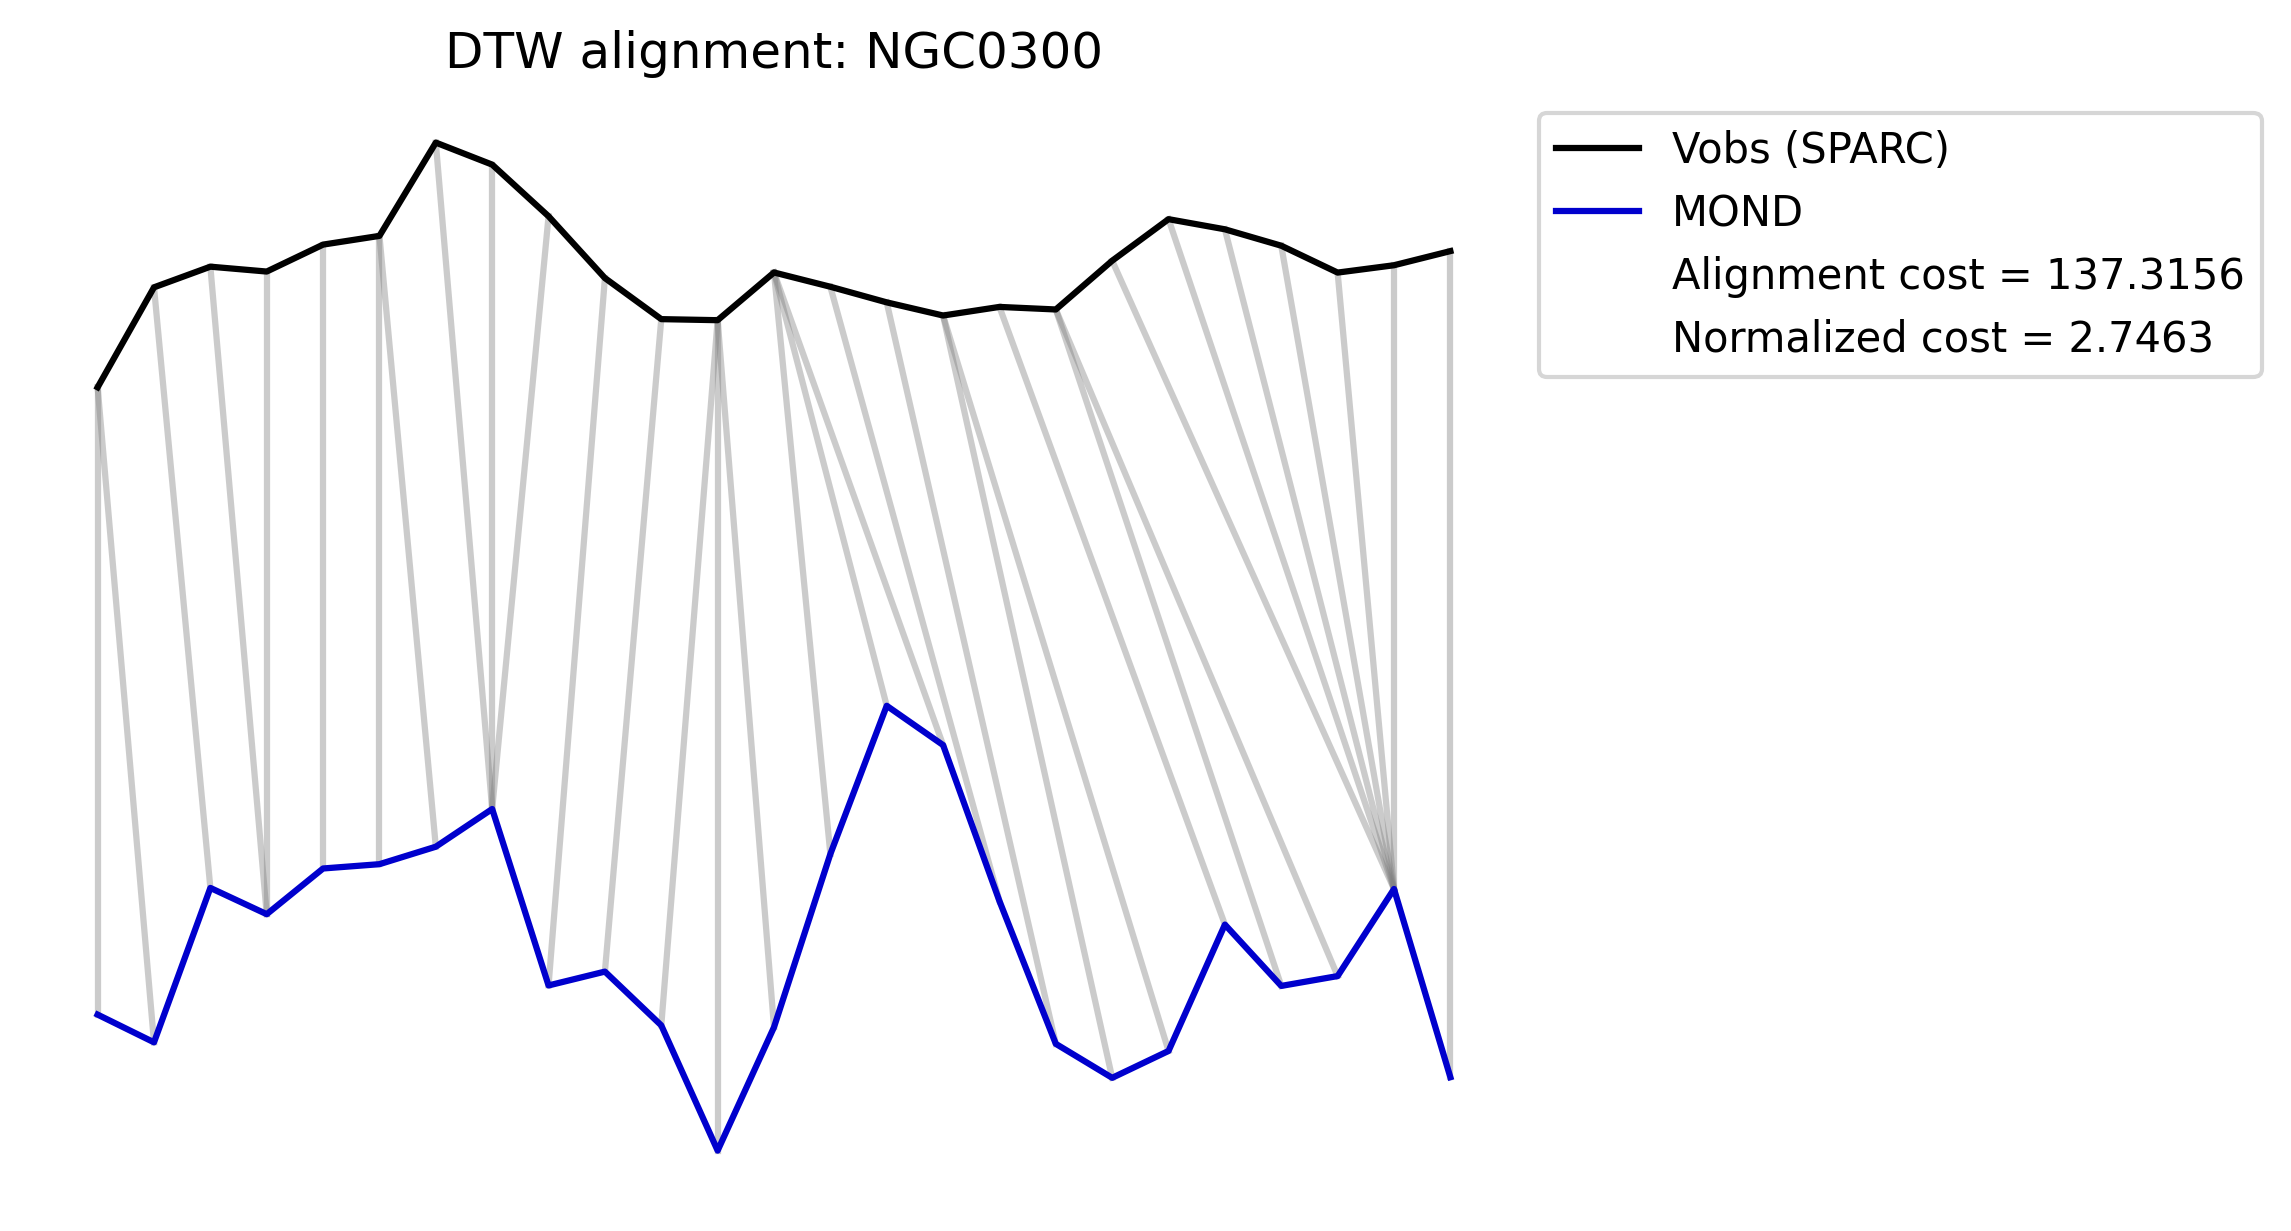 DTW alignment: NGC0300
Vobs (SPARC)
MOND
Alignment cost = 137.3156
Normalized cost = 2.7463